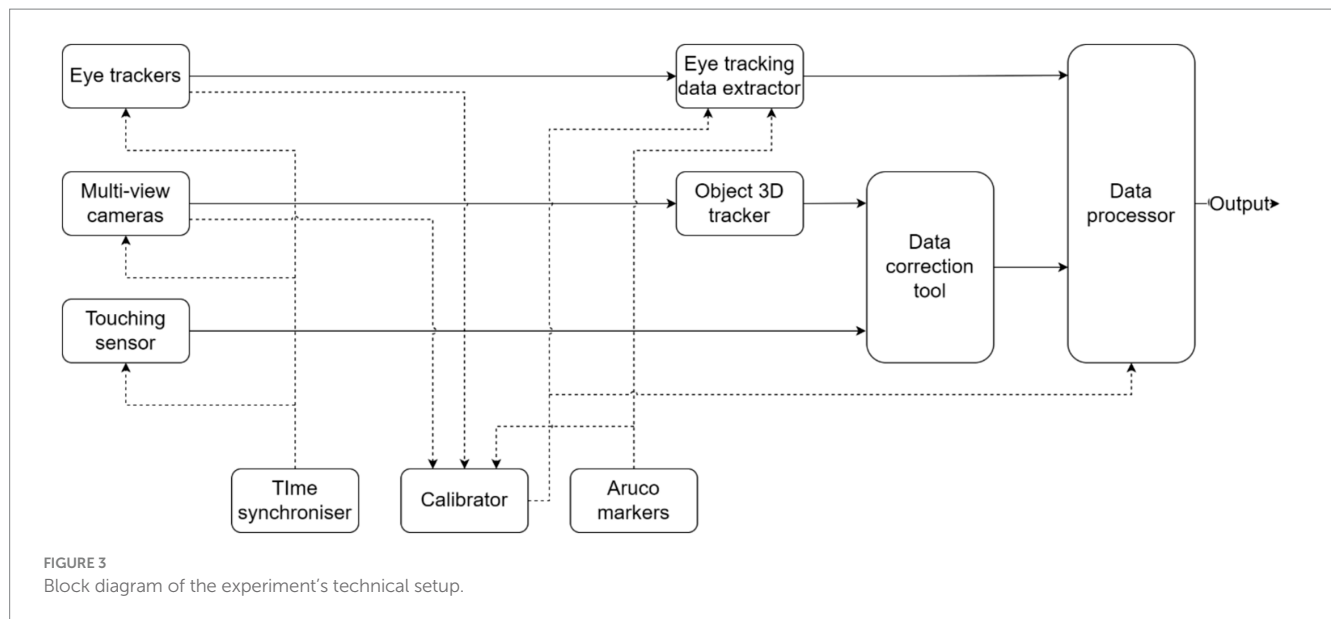 Eye trackers
Eye tracking
data extractor
Multi-view
cameras
Object 3D
tracker
Data
correction
tool
Data
processor
Output
Touching
sensor
TIme
synchroniser
Calibrator
Aruco
markers
FIGURE 3
Block diagram of the experiment's technical setup.